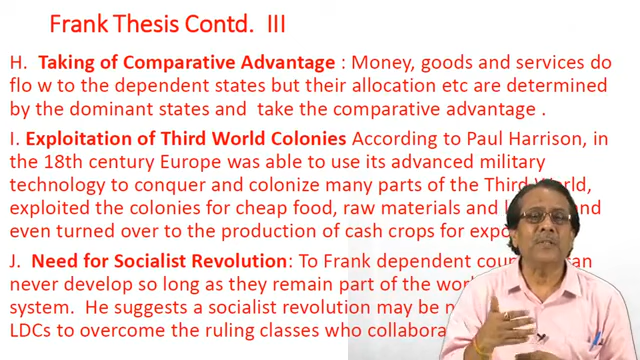 Frank Thesis Contd. III
H. Taking of Comparative Advantage : Money, goods and services do
flo w to the dependent states but their allocation etc are determined
by the dominant states and take the comparative advantage .
I. Exploitation of Third World Colonies According to Paul Harrison, in
the 18th century Europe was able to use its advanced military
technology to conquer and colonize many parts of the Third World,
exploited the colonies for cheap food, raw materials and
even turned over to the production of cash crops for
J. Need for Socialist Revolution: To Frank dependent
never develop so long as they remain part of the
system. He suggests a socialist revolution may be
LDCs to overcome the ruling classes who